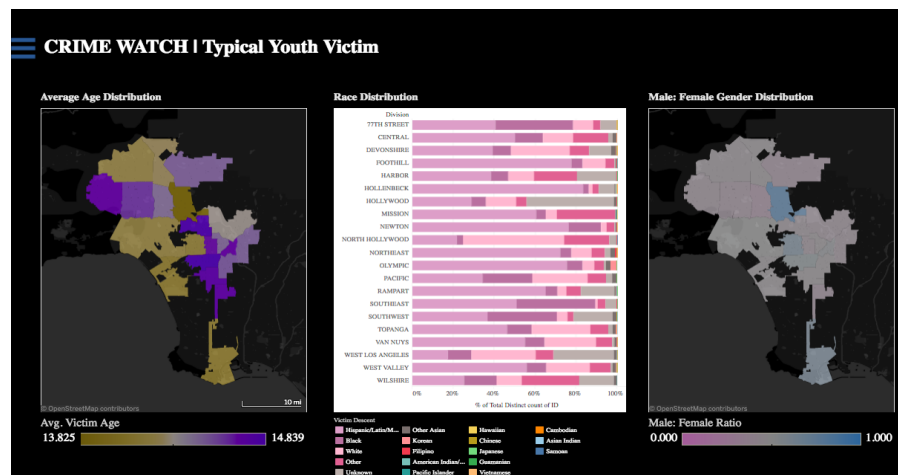 CRIME WATCH | Typical Youth Victim
Average Age Distribution
Race Distribution
Male: Female Gender Distribution
Division
77TH STREET
CENTRAL
DEVONSHIRE
FOOTHILL
HARBOR
HOLLENBECK
HOLLYWOOD
MISSION
NEWTON
NORTH HOLLYWOOD
NORTHEAST
OLYMPIC
PACIFIC
RAMPART
SOUTHEAST
SOUTHWEST
TOPANGA
VAN NUYS
WEST LOS ANGELES
WEST VALLEY
WILSHIRE
0% 20% 40% 60% 80% 100%
% of Total Distinct count of ID
© OpenStreetMap contributors
10 mi
© OpenStreetMap contributors
Avg. Victim Age
13.825 14.839
Victim Descent
Hispanic/Latin/M... Other Asian Hawaiian Cambodian
Black Korean Chinese Asian Indian
White Filipino Japanese Samoan
Other American Indian/... Guamanian
Unknown Pacific Islander Vietnamese
Male: Female Ratio
0.000 1.000